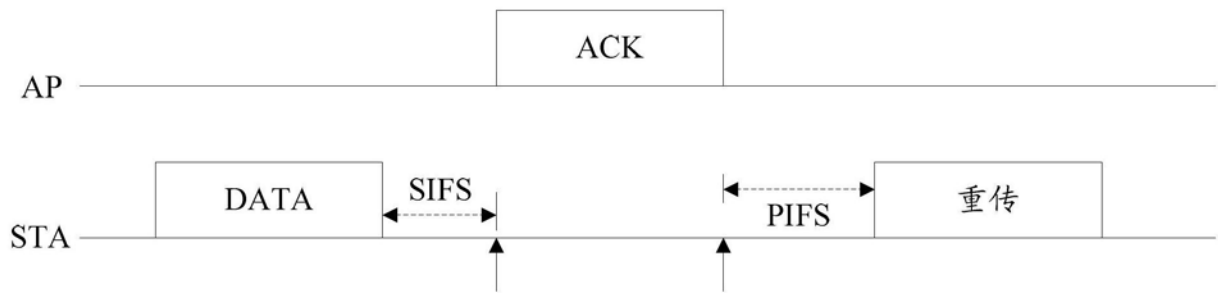 ACK
AP
DATA
SIFS
PIFS
重传
STA